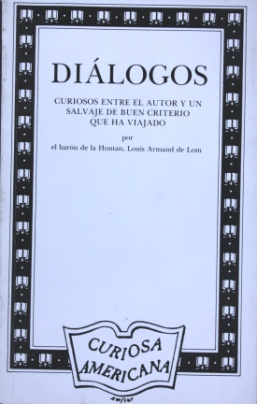 DIÁLOGOS
CURIOSOS ENTRE EL AUTOR Y UN
SALVAJE DE BUEN CRITERIO
QUE HA VIAJADO
por
el barón de la Hontan, Louis Armand de Lom
CURIOSA
AMERICANA